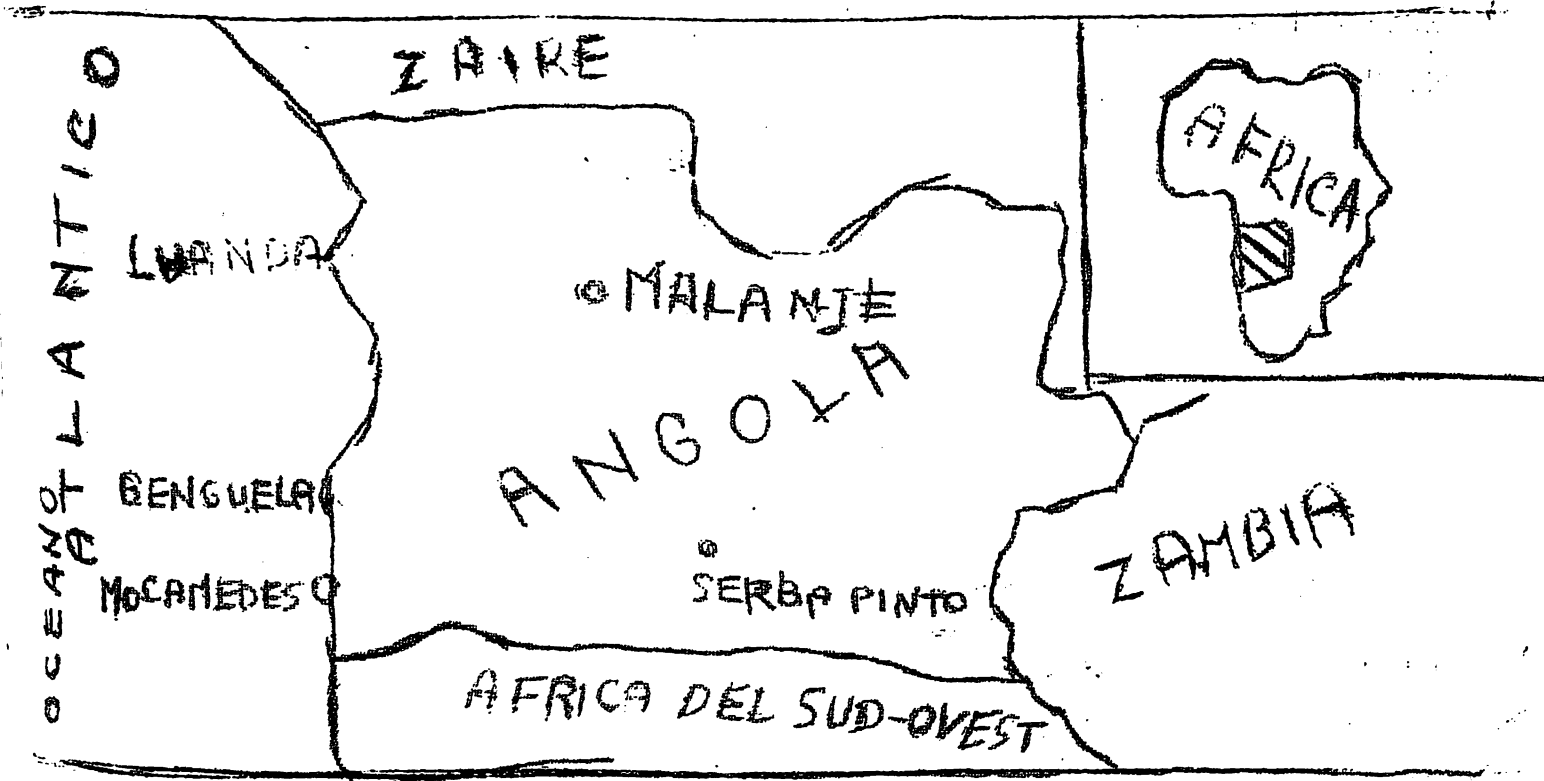 ZAIRE
AFRICA
OCEANO ATLANTICO
LUANDA
MALANJE
ANGOLA
BENGUELA
MOCAMEDES
SERBA PINTO
ZAMBIA
AFRICA DEL SUD-OVEST